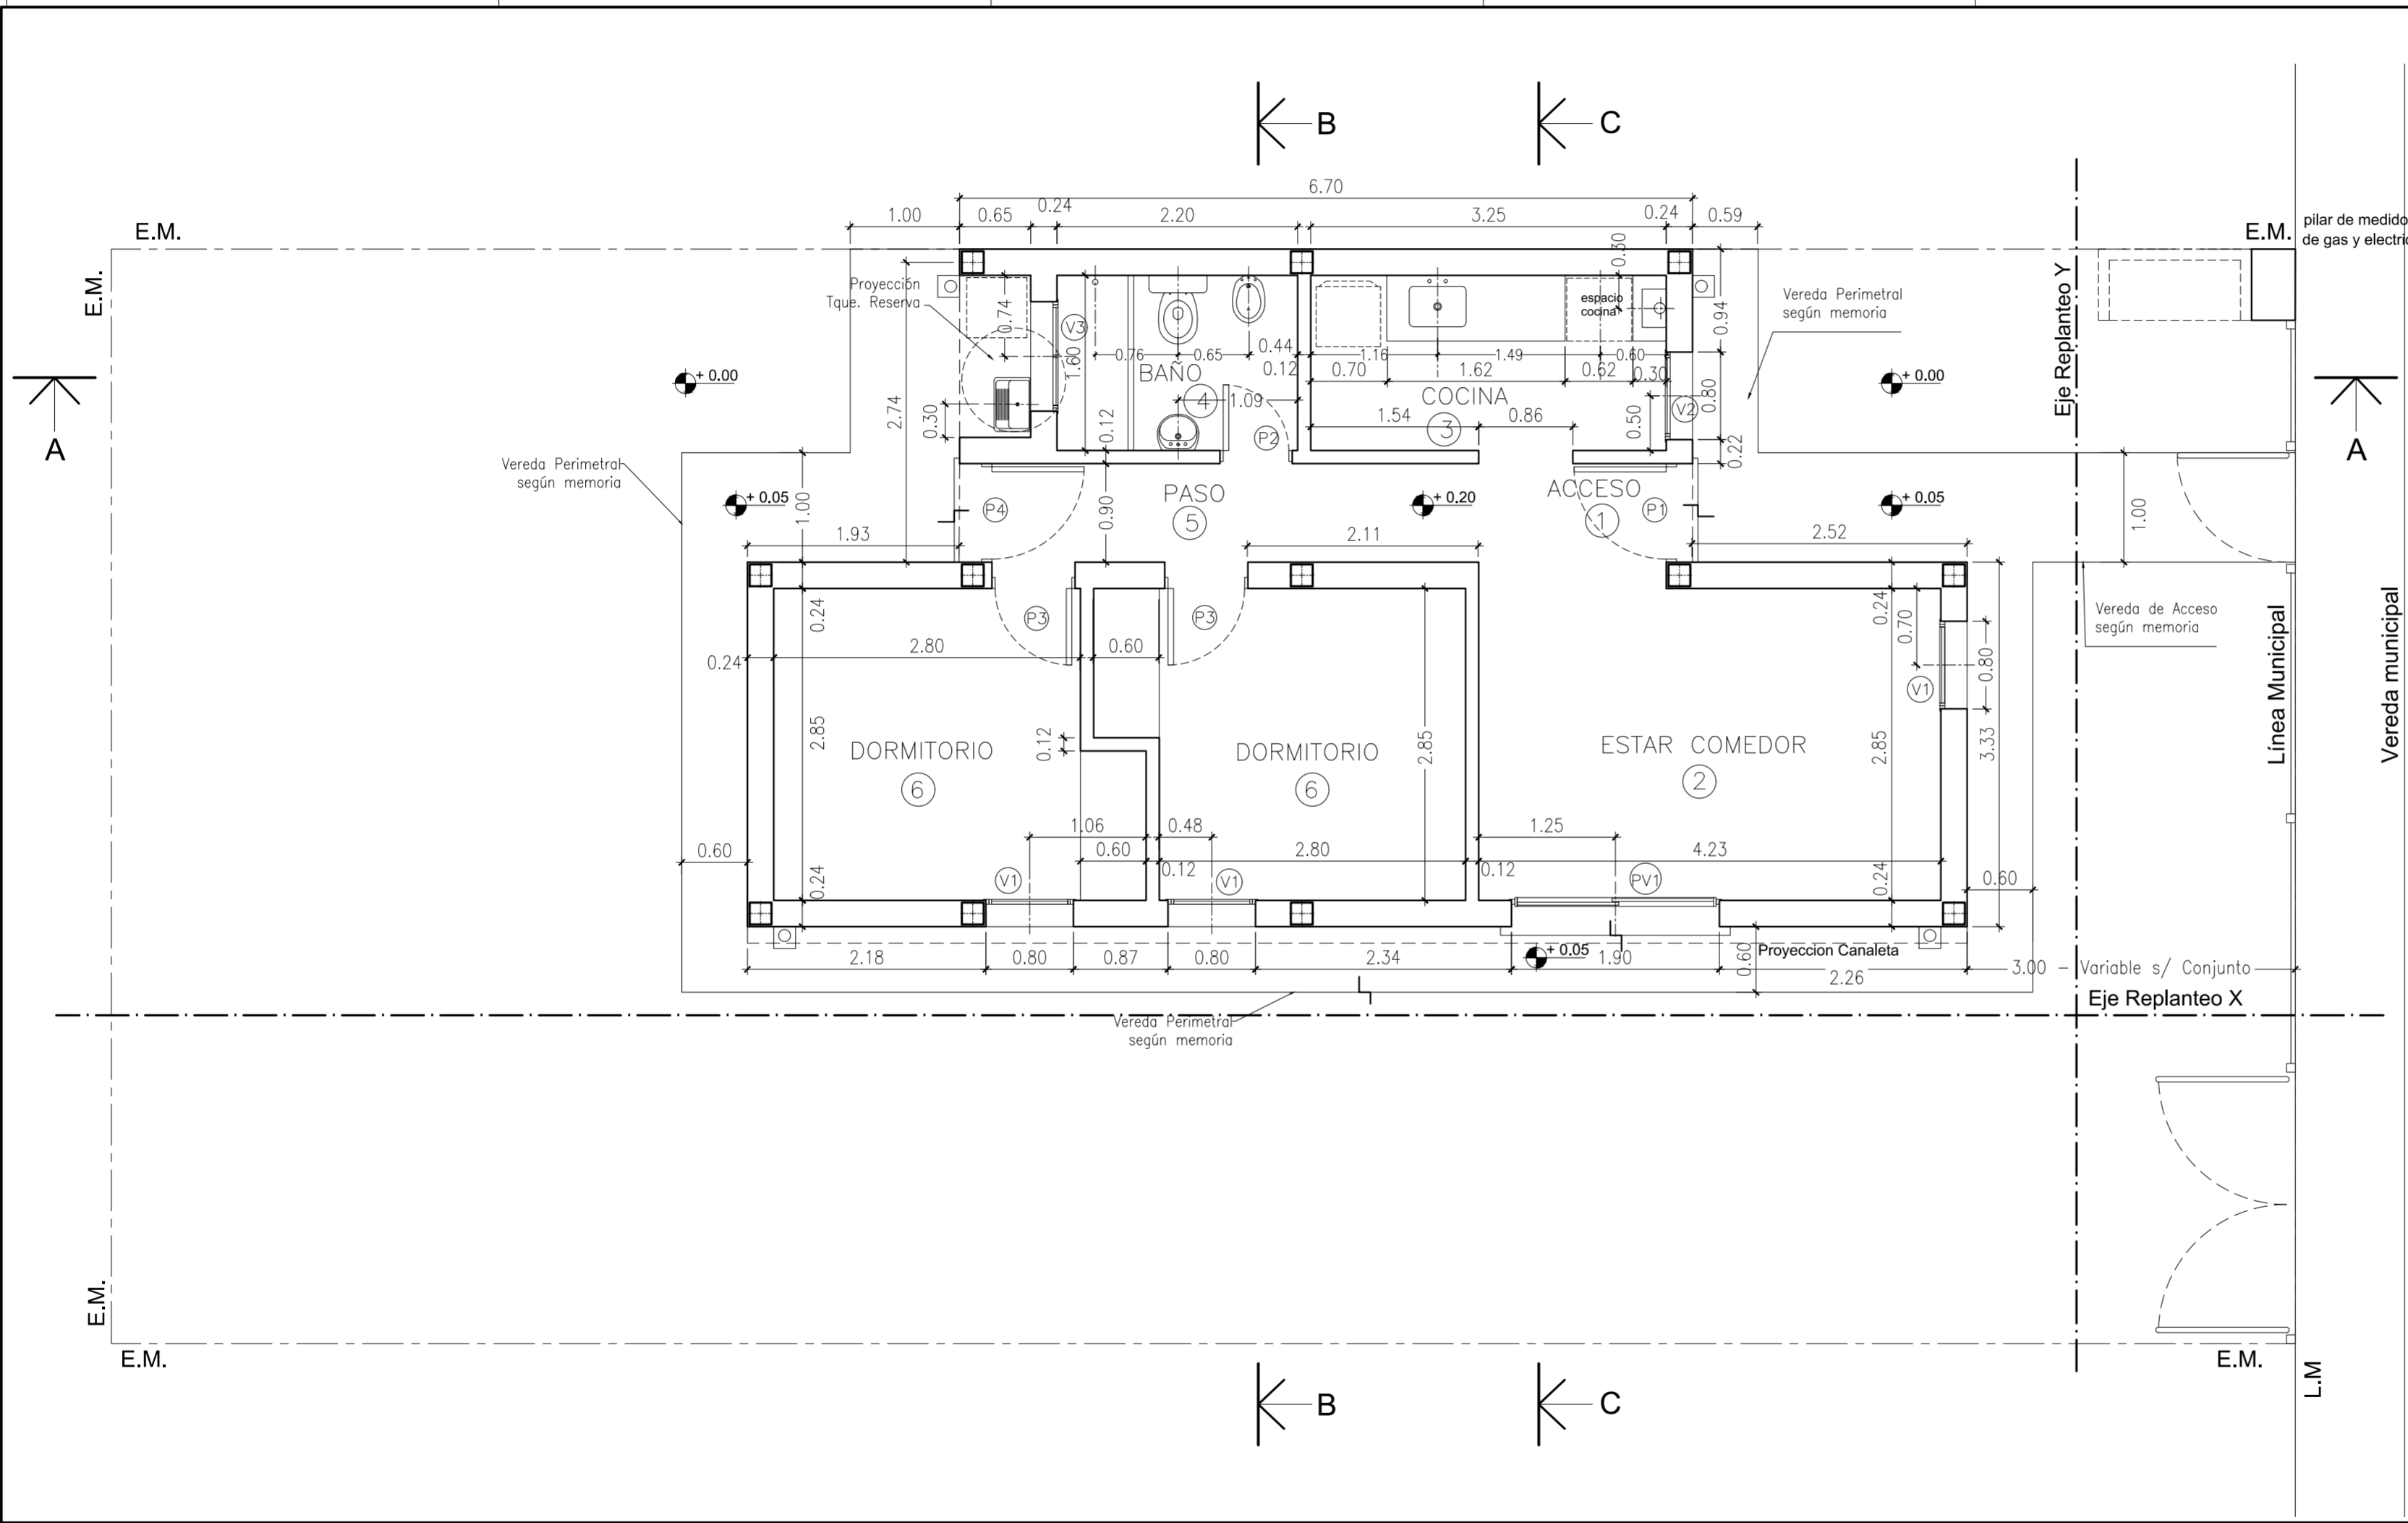 B
C
6.70
1.00
0.65
0.24
2.20
3.25
0.24
0.59
E.M.
E.M.
E.M.
pilar de medido
de gas y electri
Eje Replanteo Y
0.30
Proyección
Tque. Reserva
0.74
V3
1.60
0.76
0.65
0.44
0.12
espacio
cocina
1.16
1.49
0.60
0.70
1.62
0.62
0.30
0.94
0.80
Vereda Perimetral
según memoria
+ 0.00
+ 0.00
A
A
BAÑO
4
1.09
COCINA
3
1.54
0.86
0.50
V2
0.22
2.74
0.30
0.12
P2
Vereda Perimetral
según memoria
+ 0.05
1.00
P4
PASO
5
0.90
+ 0.20
ACCESO
1
P1
+ 0.05
1.00
1.93
2.11
2.52
0.24
P3
P3
0.24
0.70
Vereda de Acceso
según memoria
Línea Municipal
Vereda municipal
0.24
2.80
0.60
0.80
V1
2.85
DORMITORIO
6
0.12
DORMITORIO
6
2.85
ESTAR COMEDOR
2
2.85
3.33
1.06
0.48
1.25
0.60
0.60
2.80
4.23
0.24
V1
0.12
V1
0.12
PV1
0.24
0.60
2.18
0.80
0.87
0.80
2.34
+ 0.05
1.90
0.60
Proyeccion Canaleta
2.26
3.00 - Variable s/ Conjunto
Eje Replanteo X
Vereda Perimetral
según memoria
E.M.
E.M.
E.M.
L.M
B
C